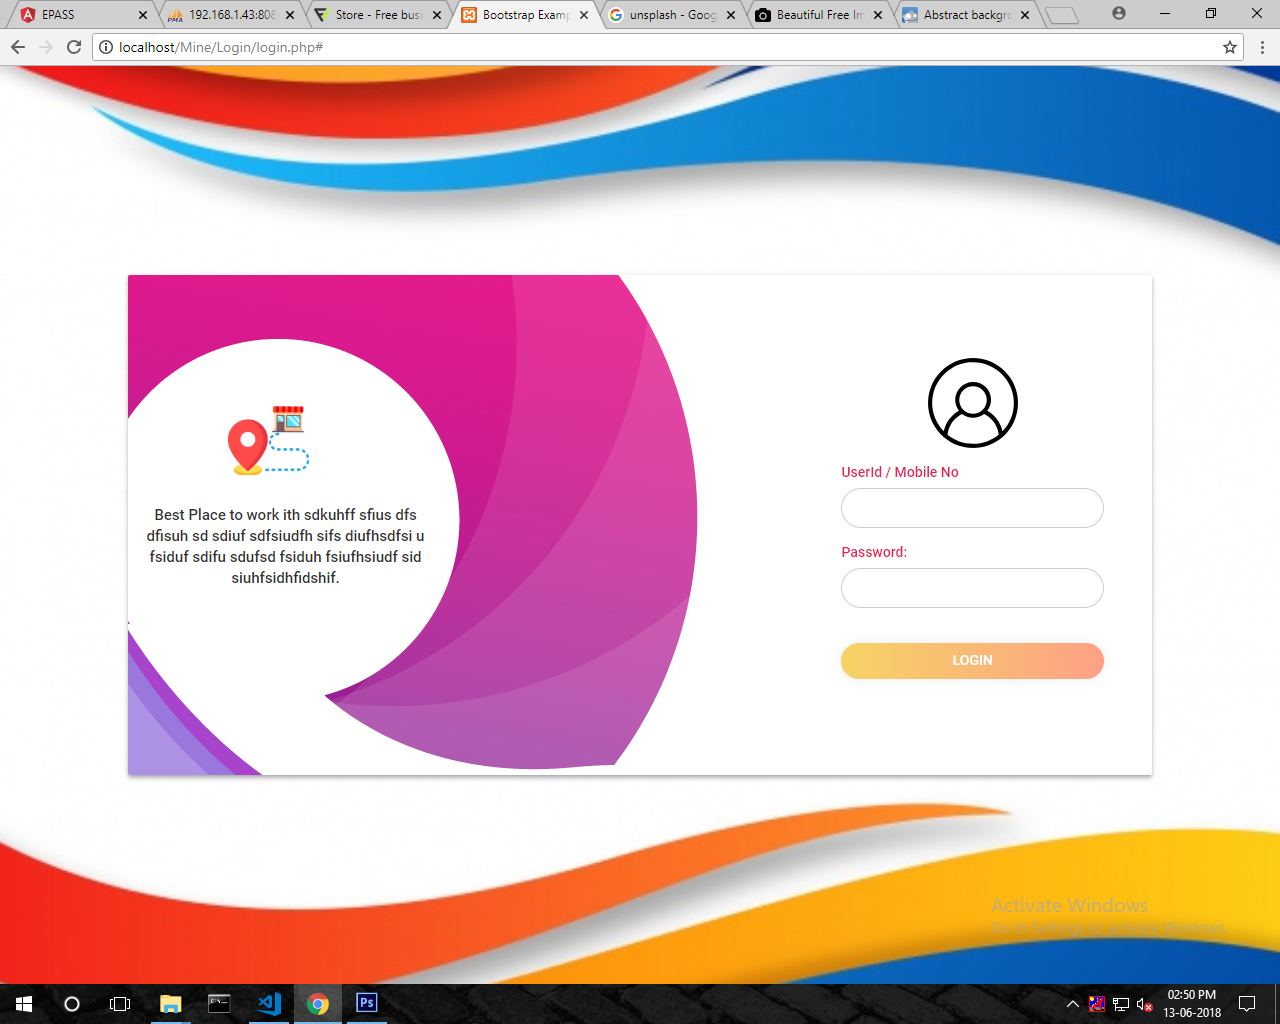 EPASS
192.168.1.43:808
Store - Free busi
Bootstrap Examp
unsplash - Goog
Beautiful Free Im
Abstract backgro
localhost/Mine/Login/login.php#
Best Place to work ith sdkuhff sfius dfs
dfisuh sd sdiuf sdfsiudfh sifs diufhsdfsi u
fsiduf sdifu sdufsd fsiduh fsiufhsiudf sid
siuhfsidhfidshif.
UserId / Mobile No
Password:
LOGIN
Activate Windows
Go to Settings to activate Windows.
Ps
02:50 PM
13-06-2018